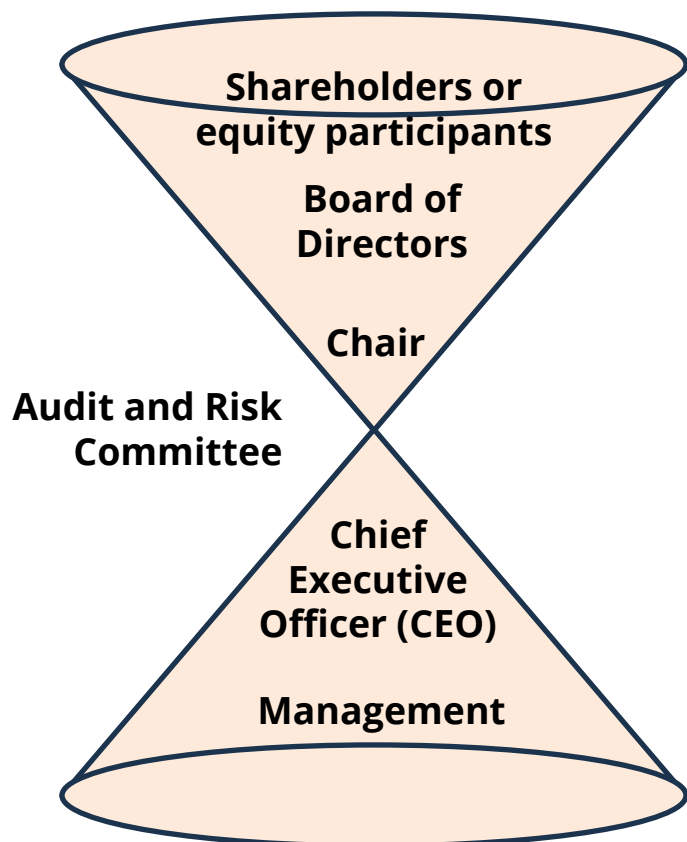 Shareholders or
equity participants
Board of
Directors
Chair
Audit and Risk
Committee
Chief
Executive
Officer (CEO)
Management